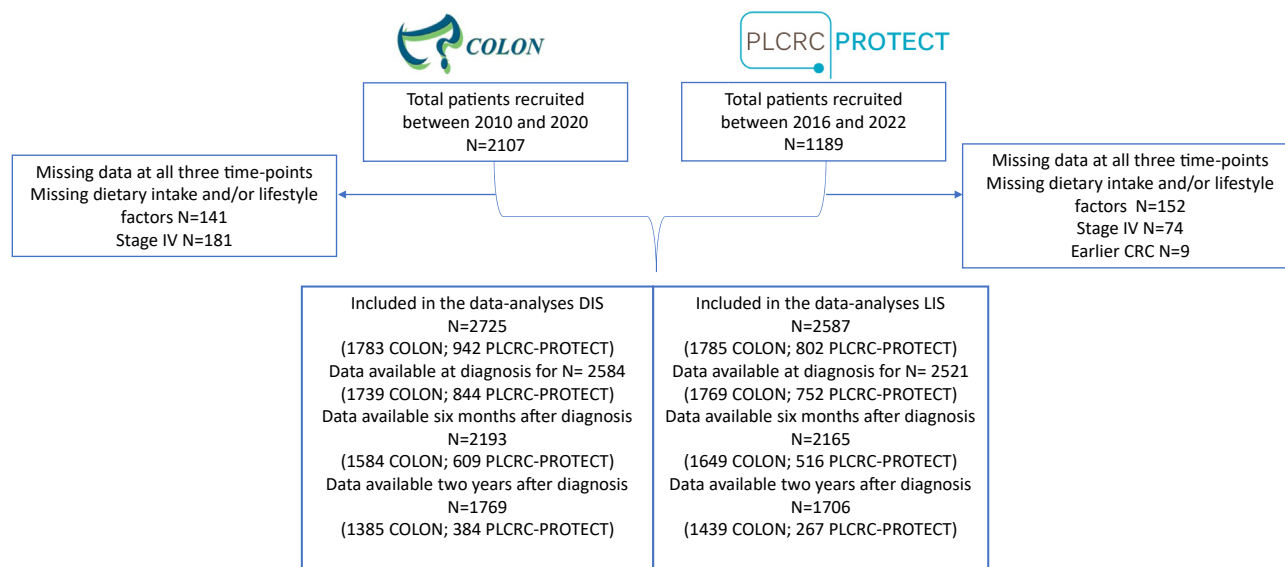 COLON
PLCRC PROTECT
Total patients recruited
between 2010 and 2020
N=2107
Total patients recruited
between 2016 and 2022
N=1189
Missing data at all three time-points
Missing dietary intake and/or lifestyle
factors N=141
Stage IV N=181
Missing data at all three time-points
Missing dietary intake and/or lifestyle
factors N=152
Stage IV N=74
Earlier CRC N=9
Included in the data-analyses DIS
N=2725
(1783 COLON; 942 PLCRC-PROTECT)
Data available at diagnosis for N= 2584
(1739 COLON; 844 PLCRC-PROTECT)
Data available six months after diagnosis
N=2193
(1584 COLON; 609 PLCRC-PROTECT)
Data available two years after diagnosis
N=1769
(1385 COLON; 384 PLCRC-PROTECT)
Included in the data-analyses LIS
N=2587
(1785 COLON; 802 PLCRC-PROTECT)
Data available at diagnosis for N= 2521
(1769 COLON; 752 PLCRC-PROTECT)
Data available six months after diagnosis
N=2165
(1649 COLON; 516 PLCRC-PROTECT)
Data available two years after diagnosis
N=1706
(1439 COLON; 267 PLCRC-PROTECT)